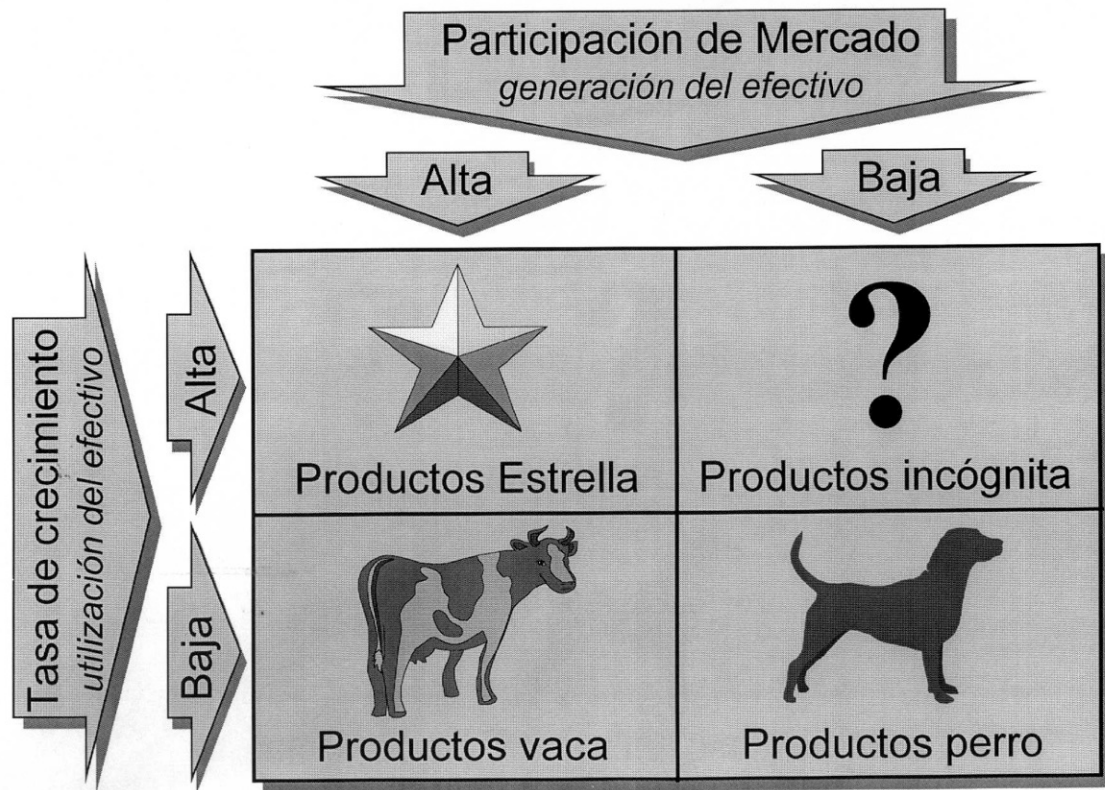 Participación de Mercado
generación del efectivo
Alta
Baja
Tasa de crecimiento
utilización del efectivo
Alta
Baja
Productos Estrella
?
Productos incógnita
Productos vaca
Productos perro